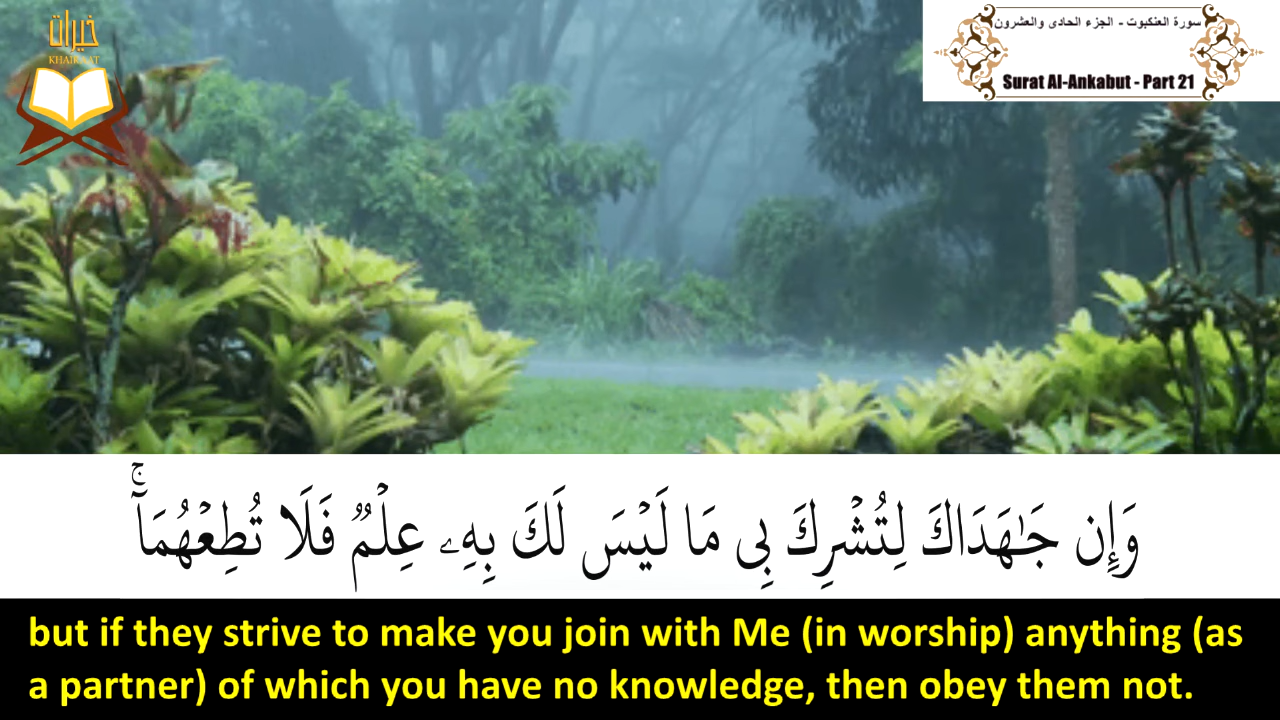 خيرات
KHAIRAAT
سورة العنكبوت - الجزء الحادى والعشرون
Surat Al-Ankabut - Part 21
وَإِن جَـٰهَدَاكَ لِتُشْرِكَ بِى مَا لَيْسَ لَكَ بِهِۦ عِلْمٌۭ فَلَا تُطِعْهُمَآ ۚ
but if they strive to make you join with Me (in worship) anything (as
a partner) of which you have no knowledge, then obey them not.